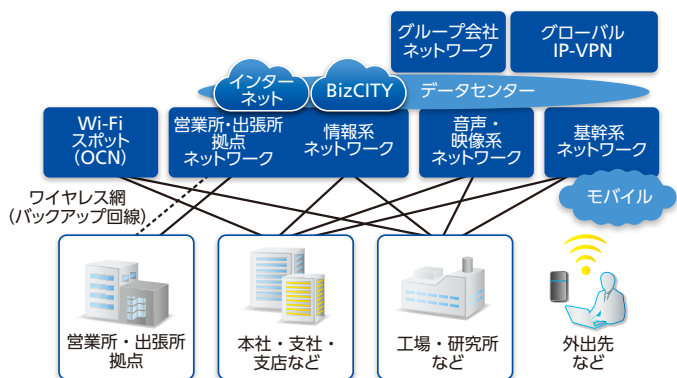 グループ会社
ネットワーク
グローバル
IP-VPN
インター
ネット
BizCITY
データセンター
Wi-Fi
スポット
（OCN）
営業所・出張所
拠点
ネットワーク
情報系
ネットワーク
音声・
映像系
ネットワーク
基幹系
ネットワーク
モバイル
ワイヤレス網
（バックアップ回線）
営業所・出張所
拠点
本社・支社・
支店など
工場・研究所
など
外出先
など